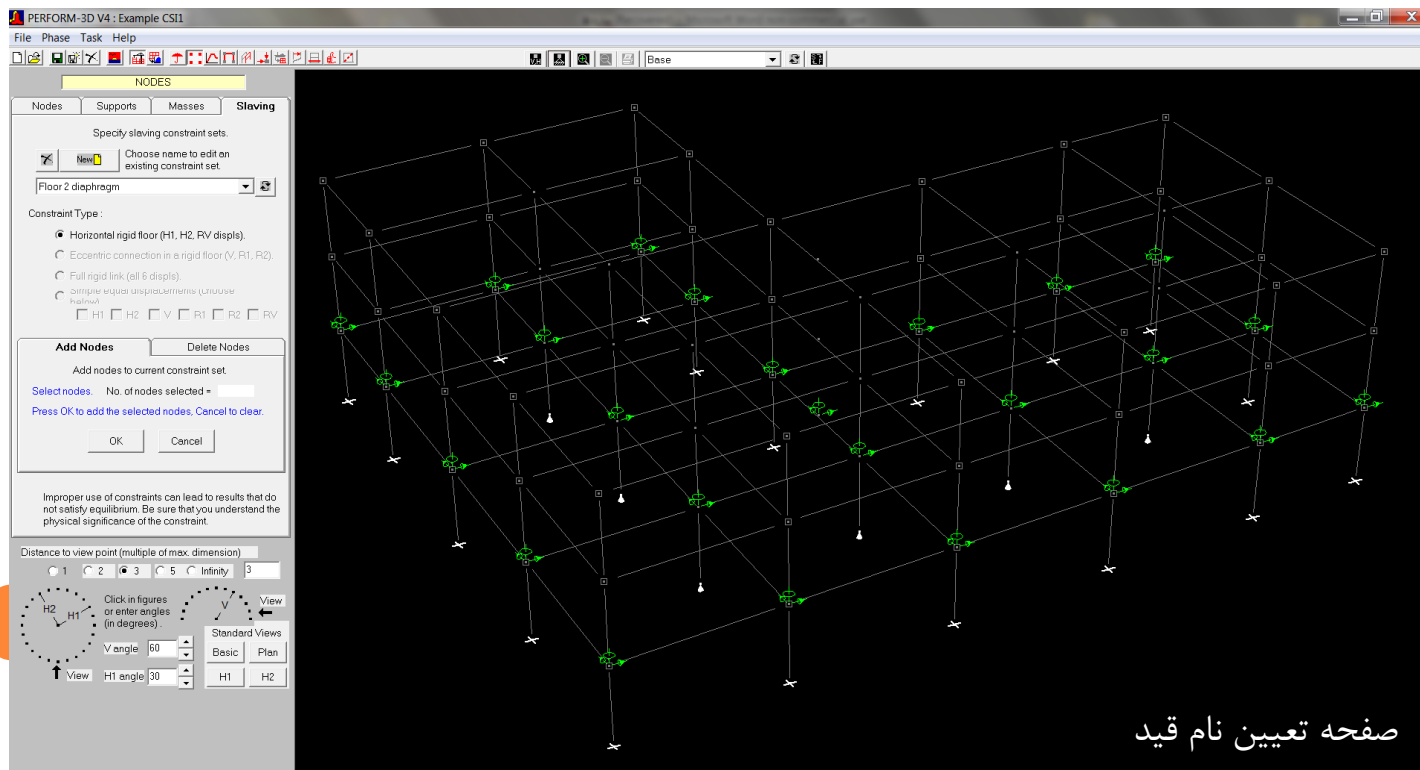 PERFORM-3D V4 : Example CSI1
File Phase Task Help
Base
NODES
Nodes Supports Masses Slaving
Specify slaving constraint sets.
New
Choose name to edit an
existing constraint set.
Floor 2 diaphragm
Constraint Type :
Horizontal rigid floor (H1, H2, RV displs).
Eccentric connection in a rigid floor (V, R1, R2).
Full rigid link (all 6 displs).
Simple equal displacements (choose
below)
H1 H2 V R1 R2 RV
Add Nodes Delete Nodes
Add nodes to current constraint set.
Select nodes. No. of nodes selected =
Press OK to add the selected nodes, Cancel to clear.
OK Cancel
Improper use of constraints can lead to results that do
not satisfy equilibrium. Be sure that you understand the
physical significance of the constraint.
Distance to view point (multiple of max. dimension)
1 2 3 5 Infinity 3
H2 H1
Click in figures
or enter angles
(in degrees) .
V View
V angle 60
Standard Views
Basic Plan
View H1 angle 30
H1 H2
صفحه تعیین نام قید